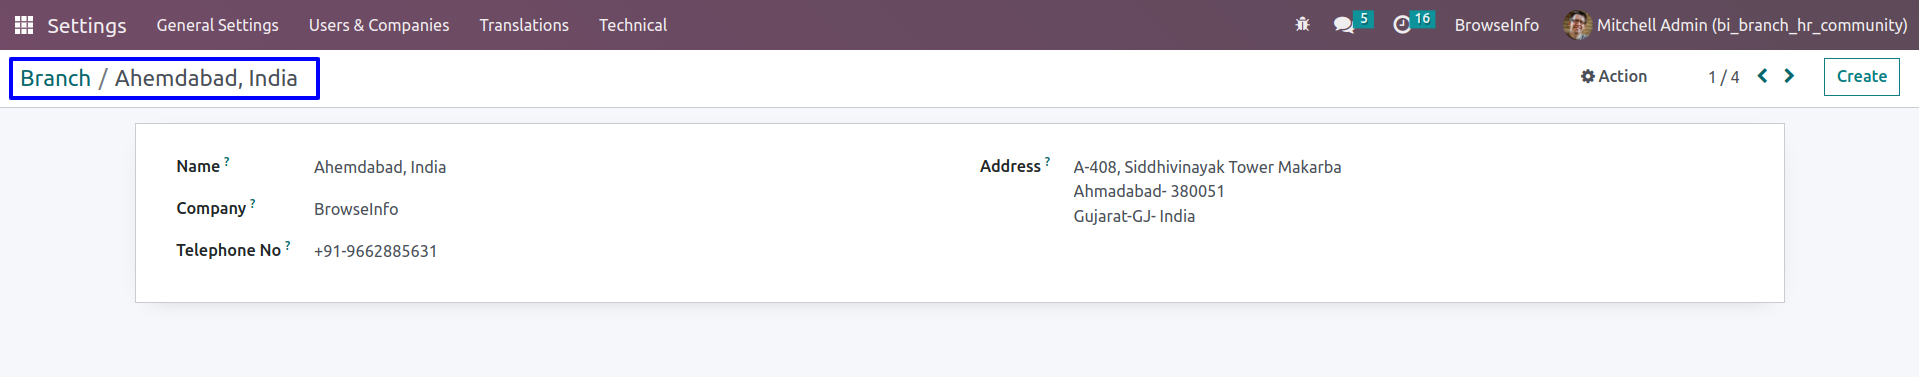 Settings General Settings Users & Companies Translations Technical 5 16 BrowseInfo Mitchell Admin (bi_branch_hr_community)
Branch / Ahemdabad, India Action 1 / 4 Create
Name ? Ahemdabad, India Address ? A-408, Siddhivinayak Tower Makarba
Ahmadabad- 380051
Company ? BrowseInfo
Gujarat-GJ- India
Telephone No ? +91-9662885631